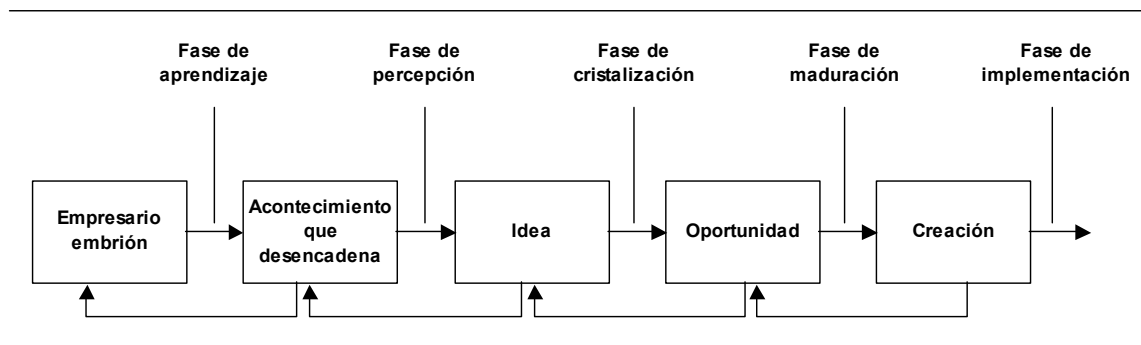 Fase de
aprendizaje
Fase de
percepción
Fase de
cristalización
Fase de
maduración
Fase de
implementación
Empresario
embrión
Acontecimiento
que
desencadena
Idea
Oportunidad
Creación